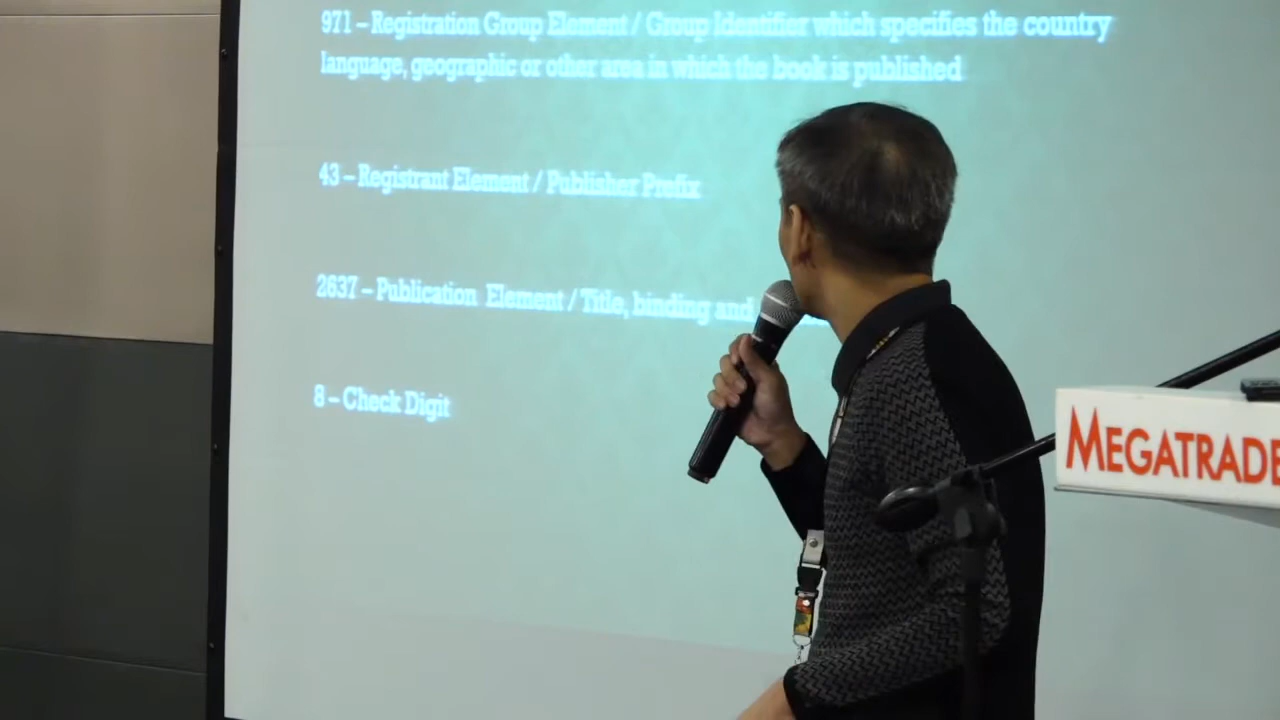 971 – Registration Group Element / Group Identifier which specifies the country
language, geographic or other area in which the book is published
43 – Registrant Element / Publisher Prefix
2637 – Publication Element / Title, binding and
8 – Check Digit
MEGATRADE